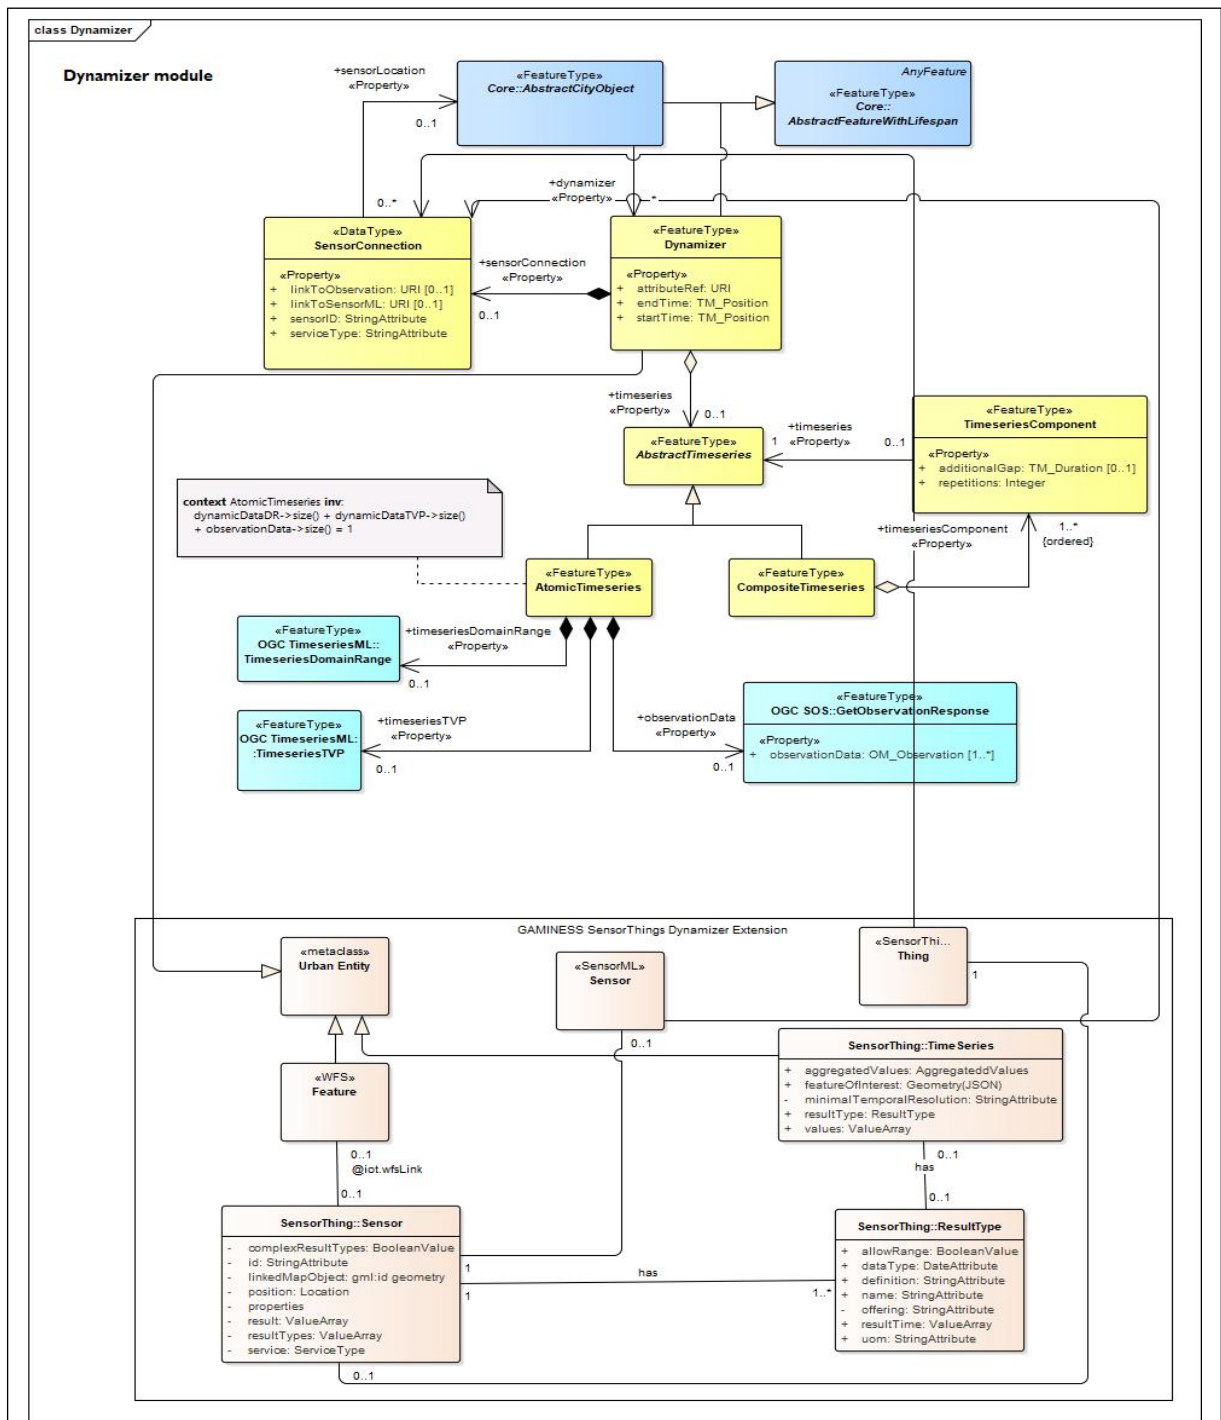 class Dynamizer
Dynamizer module
+sensorLocation
«Property»
0..1
«FeatureType»
Core::AbstractCityObject
AnyFeature
«FeatureType»
Core::
AbstractFeatureWithLifespan
+dynamizer
«Property»
*
0..*
«DataType»
SensorConnection
«Property»
+ linkToObservation: URI [0..1]
+ linkToSensorML: URI [0..1]
+ sensorID: StringAttribute
+ serviceType: StringAttribute
+sensorConnection
«Property»
0..1
«FeatureType»
Dynamizer
«Property»
+ attributeRef: URI
+ endTime: TM_Position
+ startTime: TM_Position
+timeseries
«Property»
0..1
«FeatureType»
AbstractTimeseries
+timeseries
1 «Property»
0..1
«FeatureType»
TimeseriesComponent
«Property»
+ additionalGap: TM_Duration [0..1]
+ repetitions: Integer
context AtomicTimeseries inv:
dynamicDataDR->size() + dynamicDataTVP->size()
+ observationData->size() = 1
+timeseriesComponent
«Property»
1..*
{ordered}
«FeatureType»
AtomicTimeseries
«FeatureType»
CompositeTimeseries
«FeatureType»
OGC TimeseriesML::
TimeseriesDomainRange
+timeseriesDomainRange
«Property»
0..1
«FeatureType»
OGC TimeseriesML:
:TimeseriesTVP
+timeseriesTVP
«Property»
0..1
+observationData
«Property»
0..1
«FeatureType»
OGC SOS::GetObservationResponse
«Property»
+ observationData: OM_Observation [1..*]
GAMINESS SensorThings Dynamizer Extension
«metaclass»
Urban Entity
«SensorML»
Sensor
«SensorThi...
Thing
1
0..1
«WFS»
Feature
SensorThing::TimeSeries
+ aggregatedValues: AggregateddValues
+ featureOfInterest: Geometry(JSON)
- minimalTemporalResolution: StringAttribute
+ resultType: ResultType
+ values: ValueArray
0..1
@iot.wfsLink
0..1
0..1
has
0..1
SensorThing::Sensor
- complexResultTypes: BooleanValue
- id: StringAttribute
- linkedMapObject: gml:id geometry
- position: Location
- properties
- result: ValueArray
- resultTypes: ValueArray
- service: ServiceType
1
has
1
1..*
SensorThing::ResultType
+ allowRange: BooleanValue
+ dataType: DateAttribute
+ definition: StringAttribute
+ name: StringAttribute
- offering: StringAttribute
+ resultTime: ValueArray
+ uom: StringAttribute
0..1